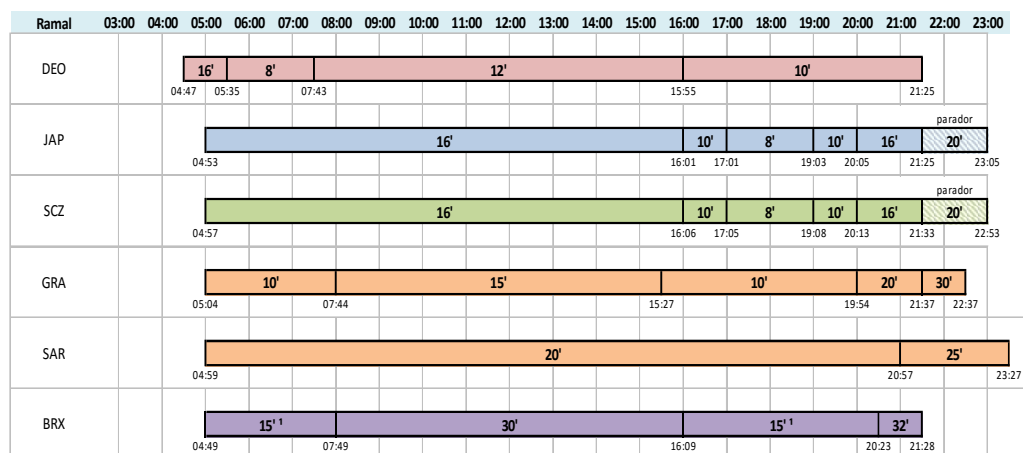 Ramal 03:00 04:00 05:00 06:00 07:00 08:00 09:00 10:00 11:00 12:00 13:00 14:00 15:00 16:00 17:00 18:00 19:00 20:00 21:00 22:00 23:00
DEO 16' 8' 12' 10'
04:47 05:35 07:43 15:55 21:25
parador
JAP 16' 10' 8' 10' 16' 20'
04:53 16:01 17:01 19:03 20:05 21:25 23:05
parador
SCZ 16' 10' 8' 10' 16' 20'
04:57 16:06 17:05 19:08 20:13 21:33 22:53
GRA 10' 15' 10' 20' 30'
05:04 07:44 15:27 19:54 21:37 22:37
SAR 20' 25'
04:59 20:57 23:27
BRX 15' ¹ 30' 15' ¹ 32'
04:49 07:49 16:09 20:23 21:28